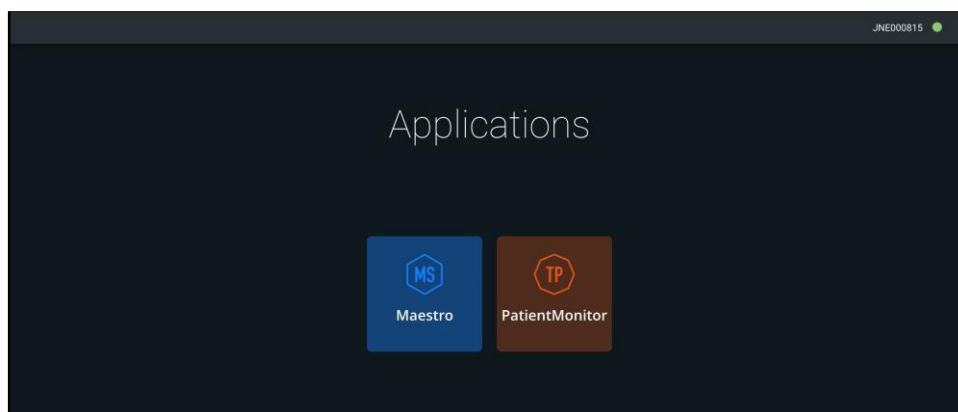 JNE000815
Applications
MS
TP
Maestro
PatientMonitor